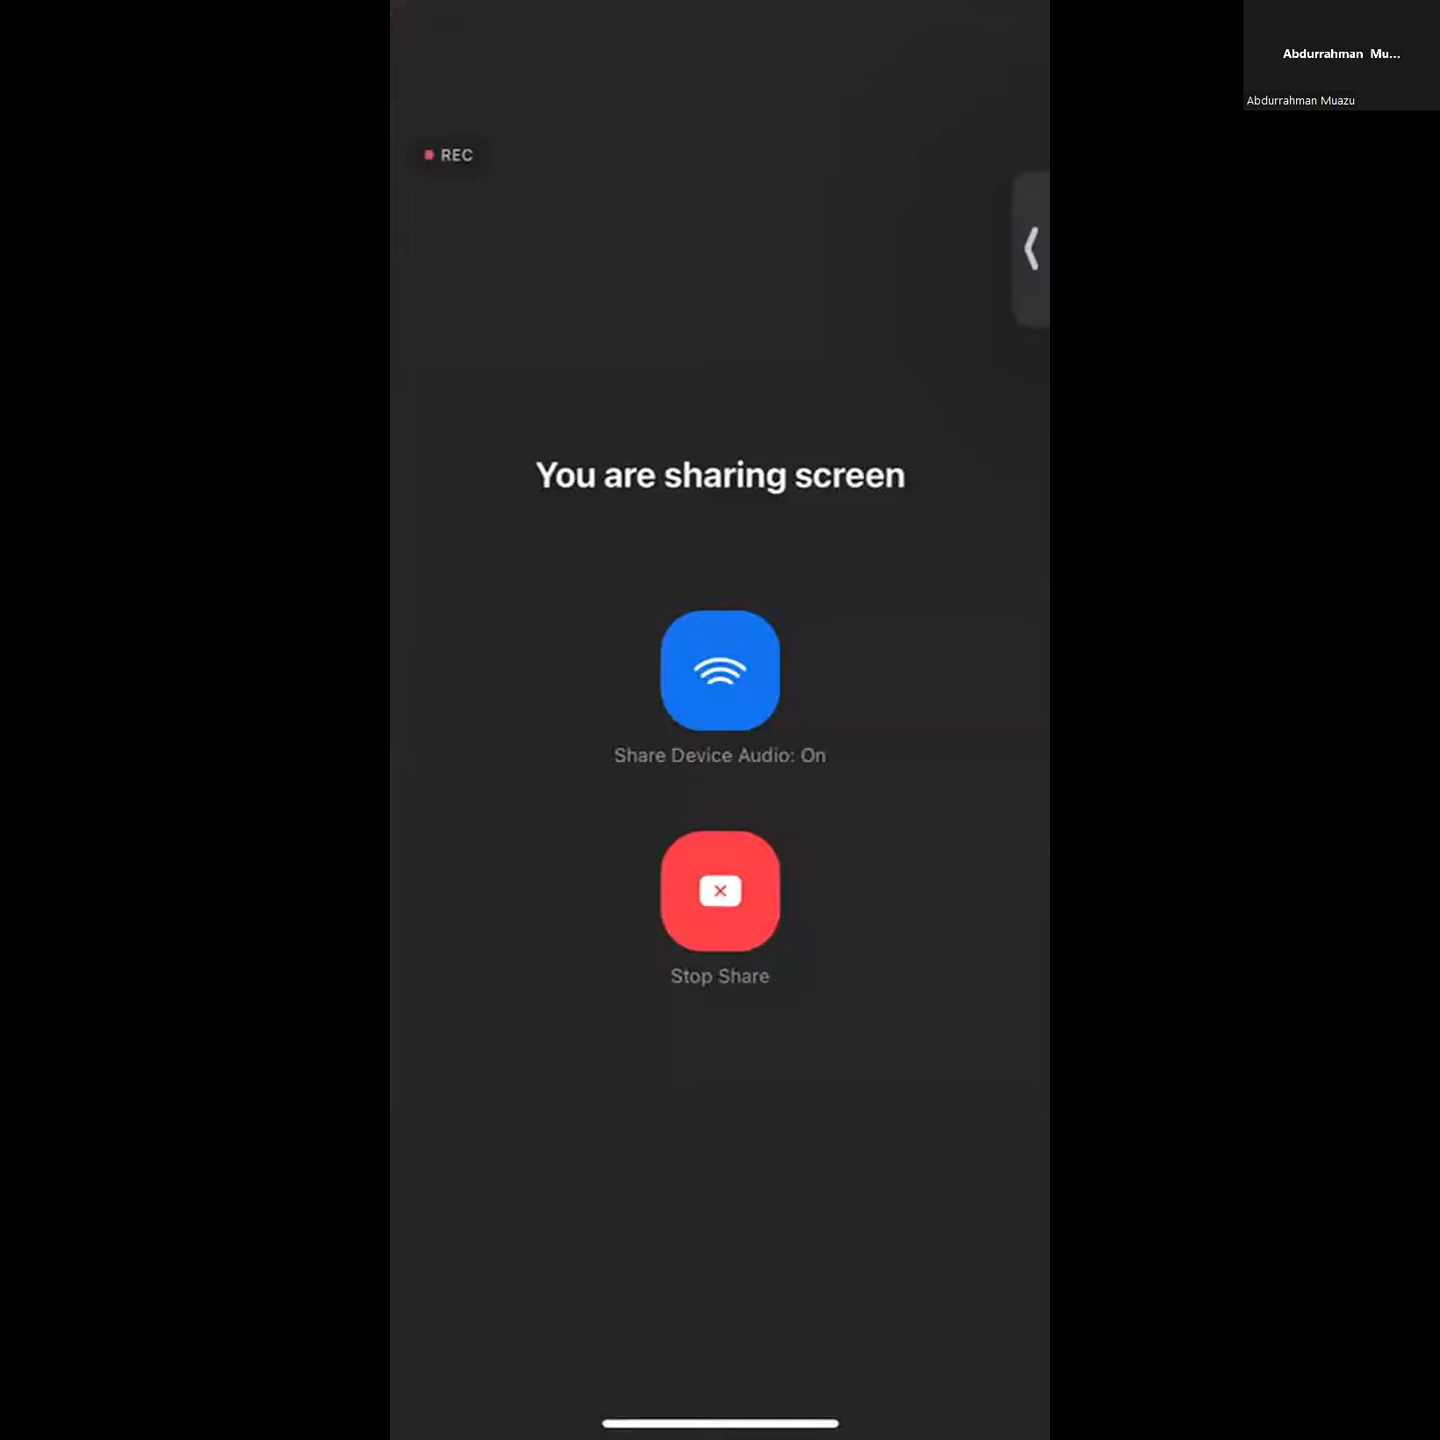 Abdurrahman Mu...
Abdurrahman Muazu
REC
You are sharing screen
Share Device Audio: On
Stop Share